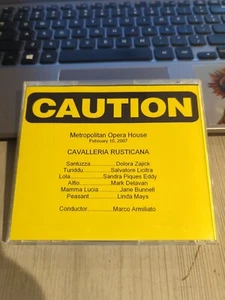 CAUTION
Metropolitan Opera House
February 10, 2007
CAVALLERIA RUSTICANA
Santuzza..............Dolora Zajick
Turiddu..........Salvatore Licitra
Lola..............Sandra Piques Eddy
Alfio.................Mark Delavan
Mamma Lucia.........Jane Bunnell
Peasant.............Linda Mays
Conductor..............Marco Armiliato